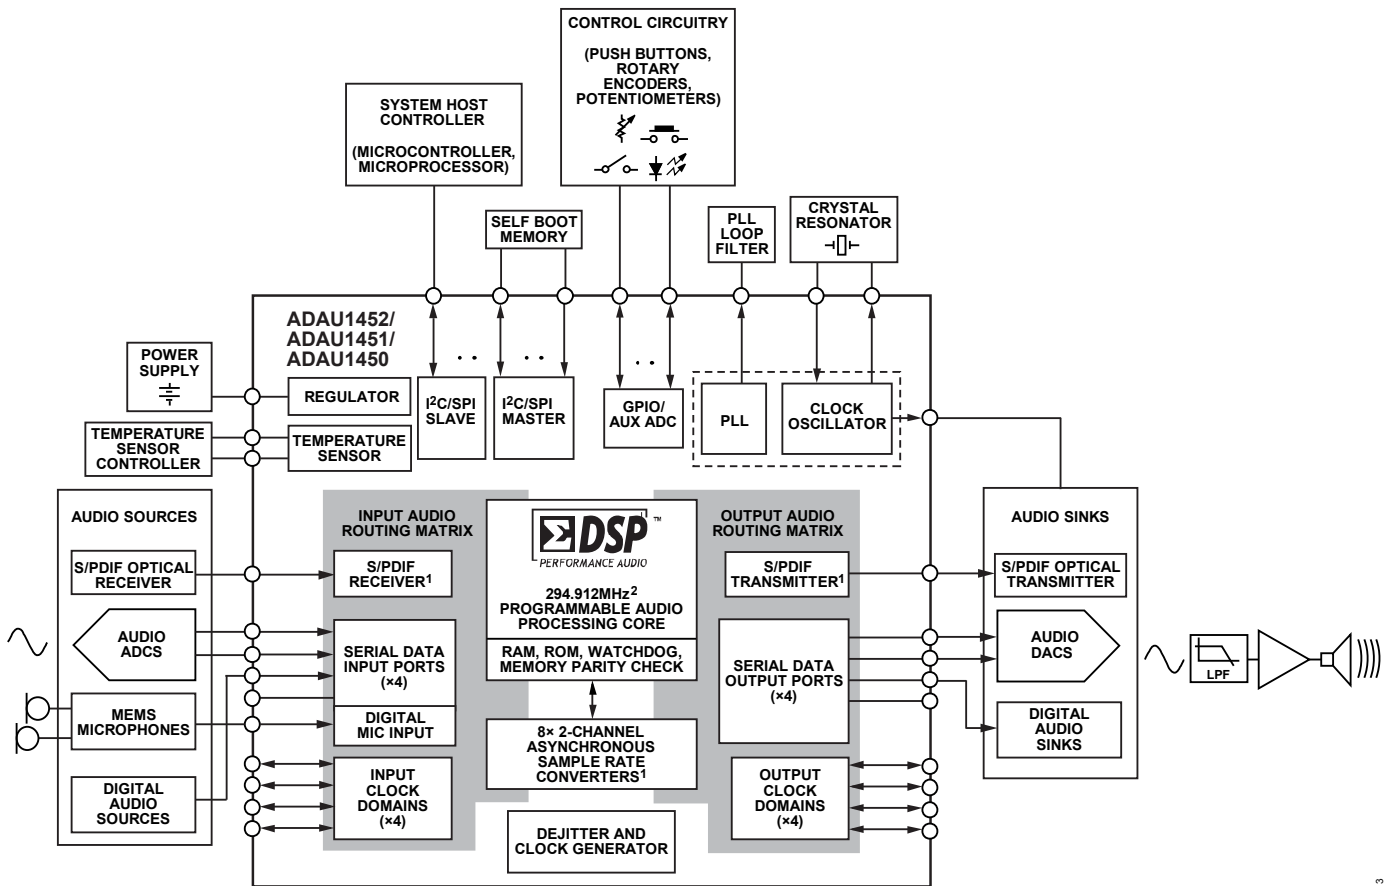 CONTROL CIRCUITRY
(PUSH BUTTONS,
ROTARY
ENCODERS,
POTENTIOMETERS)
SYSTEM HOST
CONTROLLER
(MICROCONTROLLER,
MICROPROCESSOR)
SELF BOOT
MEMORY
PLL
LOOP
FILTER
CRYSTAL
RESONATOR
ADAU1452/
ADAU1451/
ADAU1450
POWER
SUPPLY
REGULATOR
TEMPERATURE
SENSOR
CONTROLLER
TEMPERATURE
SENSOR
I²C/SPI
SLAVE
I²C/SPI
MASTER
GPIO/
AUX ADC
PLL
CLOCK
OSCILLATOR
AUDIO SOURCES
S/PDIF OPTICAL
RECEIVER
AUDIO
ADCS
MEMS
MICROPHONES
DIGITAL
AUDIO
SOURCES
INPUT AUDIO
ROUTING MATRIX
S/PDIF
RECEIVER¹
SERIAL DATA
INPUT PORTS
(×4)
DIGITAL
MIC INPUT
INPUT
CLOCK
DOMAINS
(×4)
ΣDSP™
PERFORMANCE AUDIO
294.912MHz²
PROGRAMMABLE AUDIO
PROCESSING CORE
RAM, ROM, WATCHDOG,
MEMORY PARITY CHECK
8× 2-CHANNEL
ASYNCHRONOUS
SAMPLE RATE
CONVERTERS¹
DEJITTER AND
CLOCK GENERATOR
OUTPUT AUDIO
ROUTING MATRIX
S/PDIF
TRANSMITTER¹
SERIAL DATA
OUTPUT PORTS
(×4)
OUTPUT
CLOCK
DOMAINS
(×4)
AUDIO SINKS
S/PDIF OPTICAL
TRANSMITTER
AUDIO
DACS
DIGITAL
AUDIO
SINKS
LPF
3